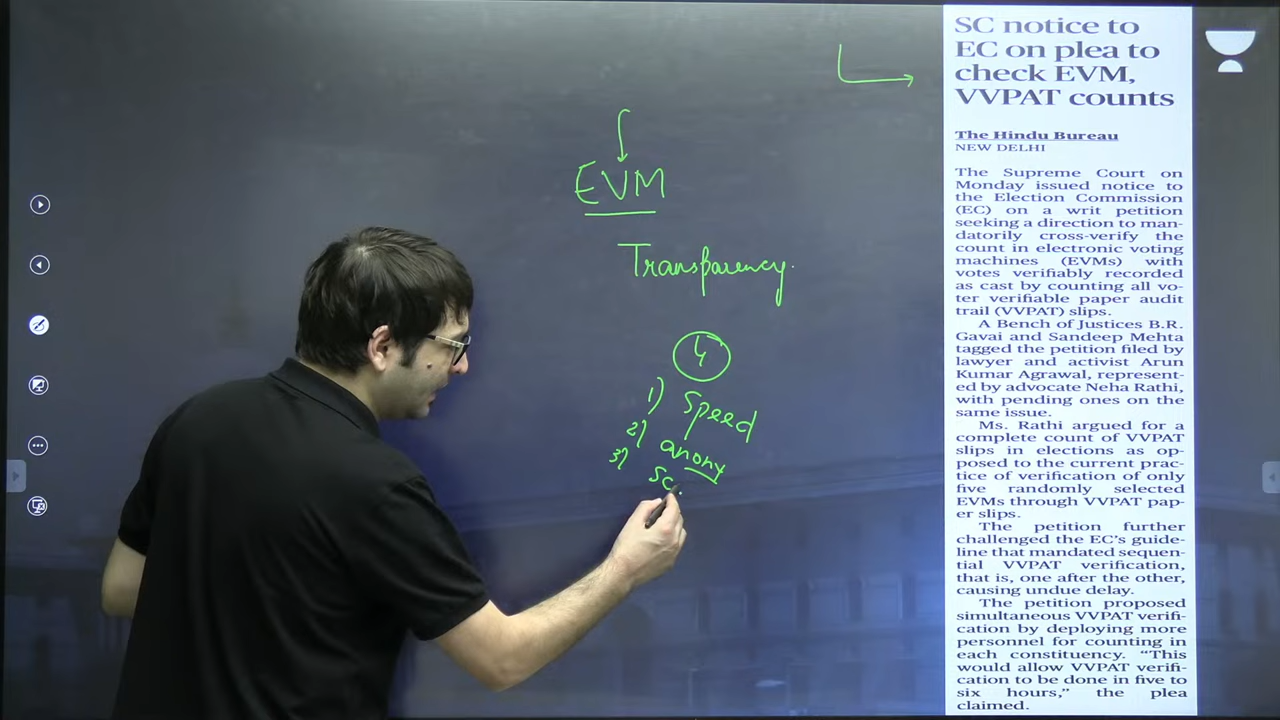 EVM
Transparency.
4
1) Speed
2) anony
3) Sc
SC notice to
EC on plea to
check EVM,
VVPAT counts
The Hindu Bureau
NEW DELHI
The Supreme Court on
Monday issued notice to
the Election Commission
(EC) on a writ petition
seeking a direction to man-
datorily cross-verify the
count in electronic voting
machines (EVMs) with
votes verifiably recorded
as cast by counting all vo-
ter verifiable paper audit
trail (VVPAT) slips.
A Bench of Justices B.R.
Gavai and Sandeep Mehta
tagged the petition filed by
lawyer and activist Arun
Kumar Agrawal, represent-
ed by advocate Neha Rathi,
with pending ones on the
same issue.
Ms. Rathi argued for a
complete count of VVPAT
slips in elections as op-
posed to the current prac-
tice of verification of only
five randomly selected
EVMs through VVPAT pap-
er slips.
The petition further
challenged the EC's guide-
line that mandated sequen-
tial VVPAT verification,
that is, one after the other,
causing undue delay.
The petition proposed
simultaneous VVPAT verifi-
cation by deploying more
personnel for counting in
each constituency. “This
would allow VVPAT verifi-
cation to be done in five to
six hours,” the plea
claimed.